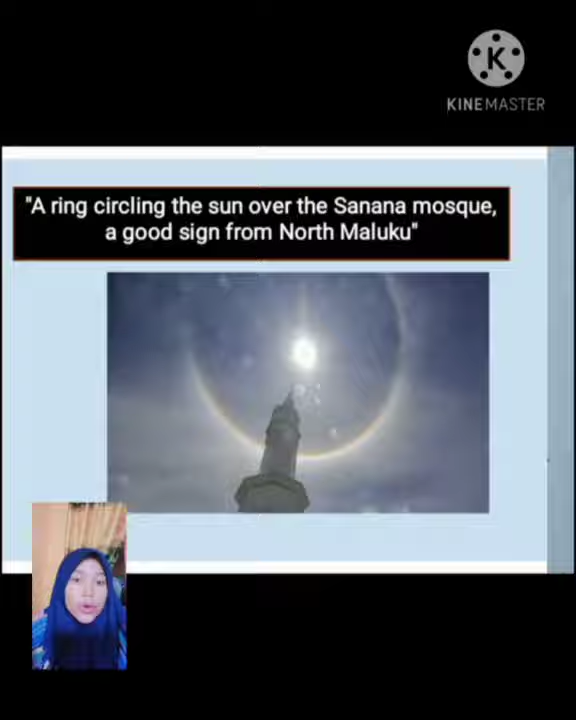 KINEMASTER
"A ring circling the sun over the Sanana mosque,
a good sign from North Maluku"